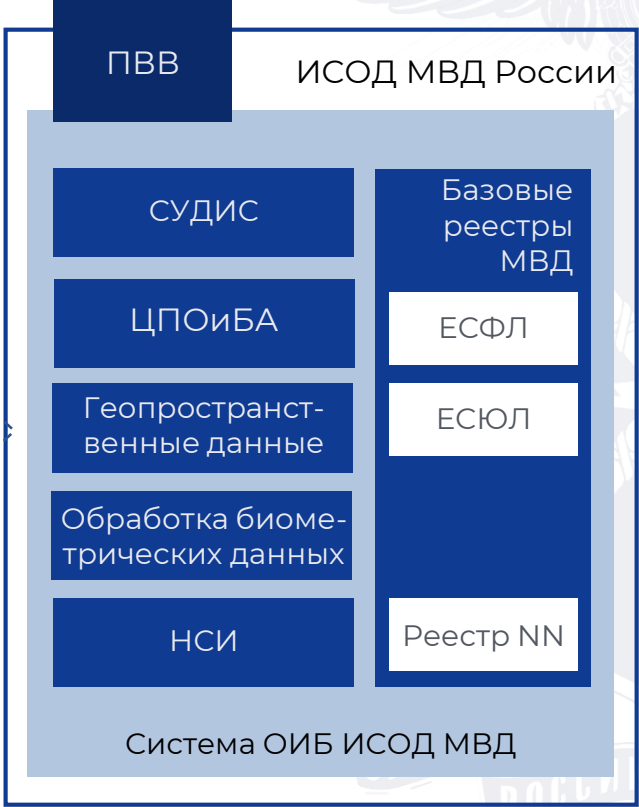 ПВВ
ИСОД МВД России
СУДИС
ЦПОиБА
Геопространст-
венные данные
Обработка биоме-
трических данных
НСИ
Базовые
реестры
МВД
ЕСФЛ
ЕСЮЛ
Реестр NN
Система ОИБ ИСОД МВД